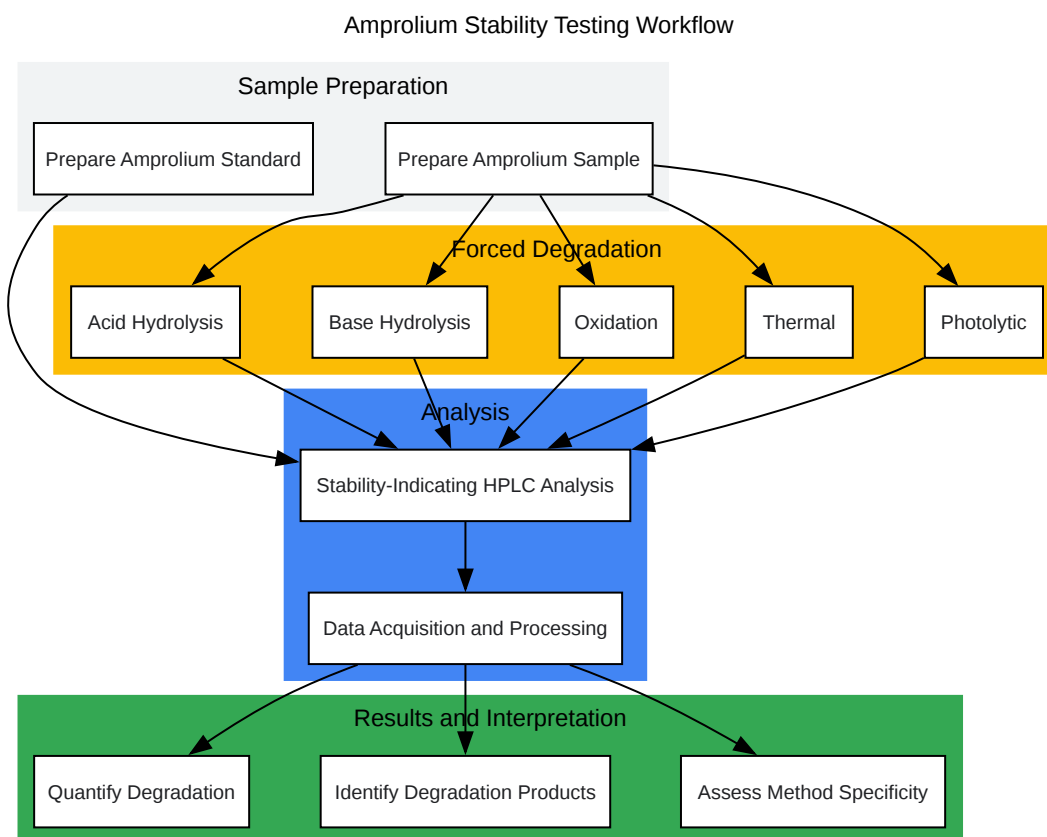 Amprolium Stability Testing Workflow
Sample Preparation
Prepare Amprolium Standard
Prepare Amprolium Sample
Forced Degradation
Acid Hydrolysis
Base Hydrolysis
Oxidation
Thermal
Photolytic
Analysis
Stability-Indicating HPLC Analysis
Data Acquisition and Processing
Results and Interpretation
Quantify Degradation
Identify Degradation Products
Assess Method Specificity